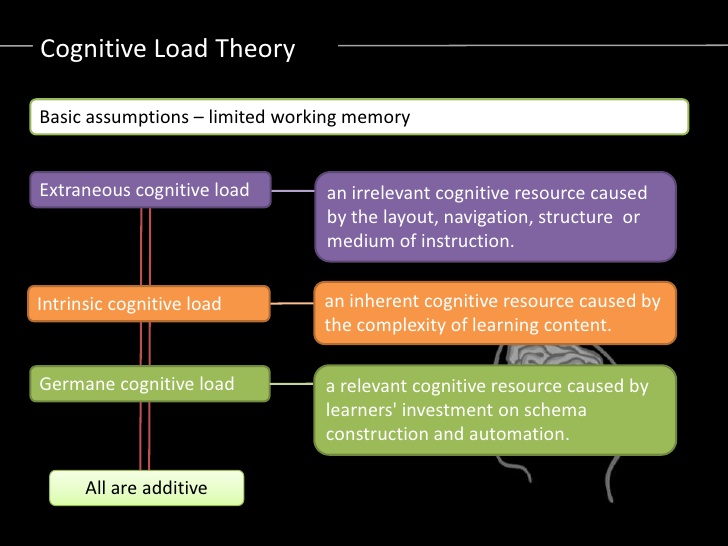 Cognitive Load Theory
Basic assumptions – limited working memory
Extraneous cognitive load
an irrelevant cognitive resource caused
by the layout, navigation, structure or
medium of instruction.
Intrinsic cognitive load
an inherent cognitive resource caused by
the complexity of learning content.
Germane cognitive load
a relevant cognitive resource caused by
learners' investment on schema
construction and automation.
All are additive